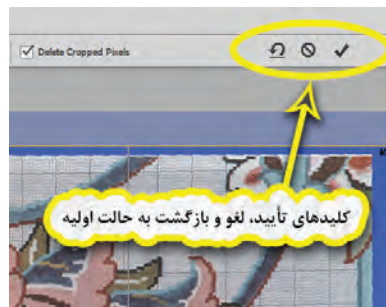 Delete Cropped Pixels
کلیدهای تأیید، لغو و بازگشت به حالت اولیه